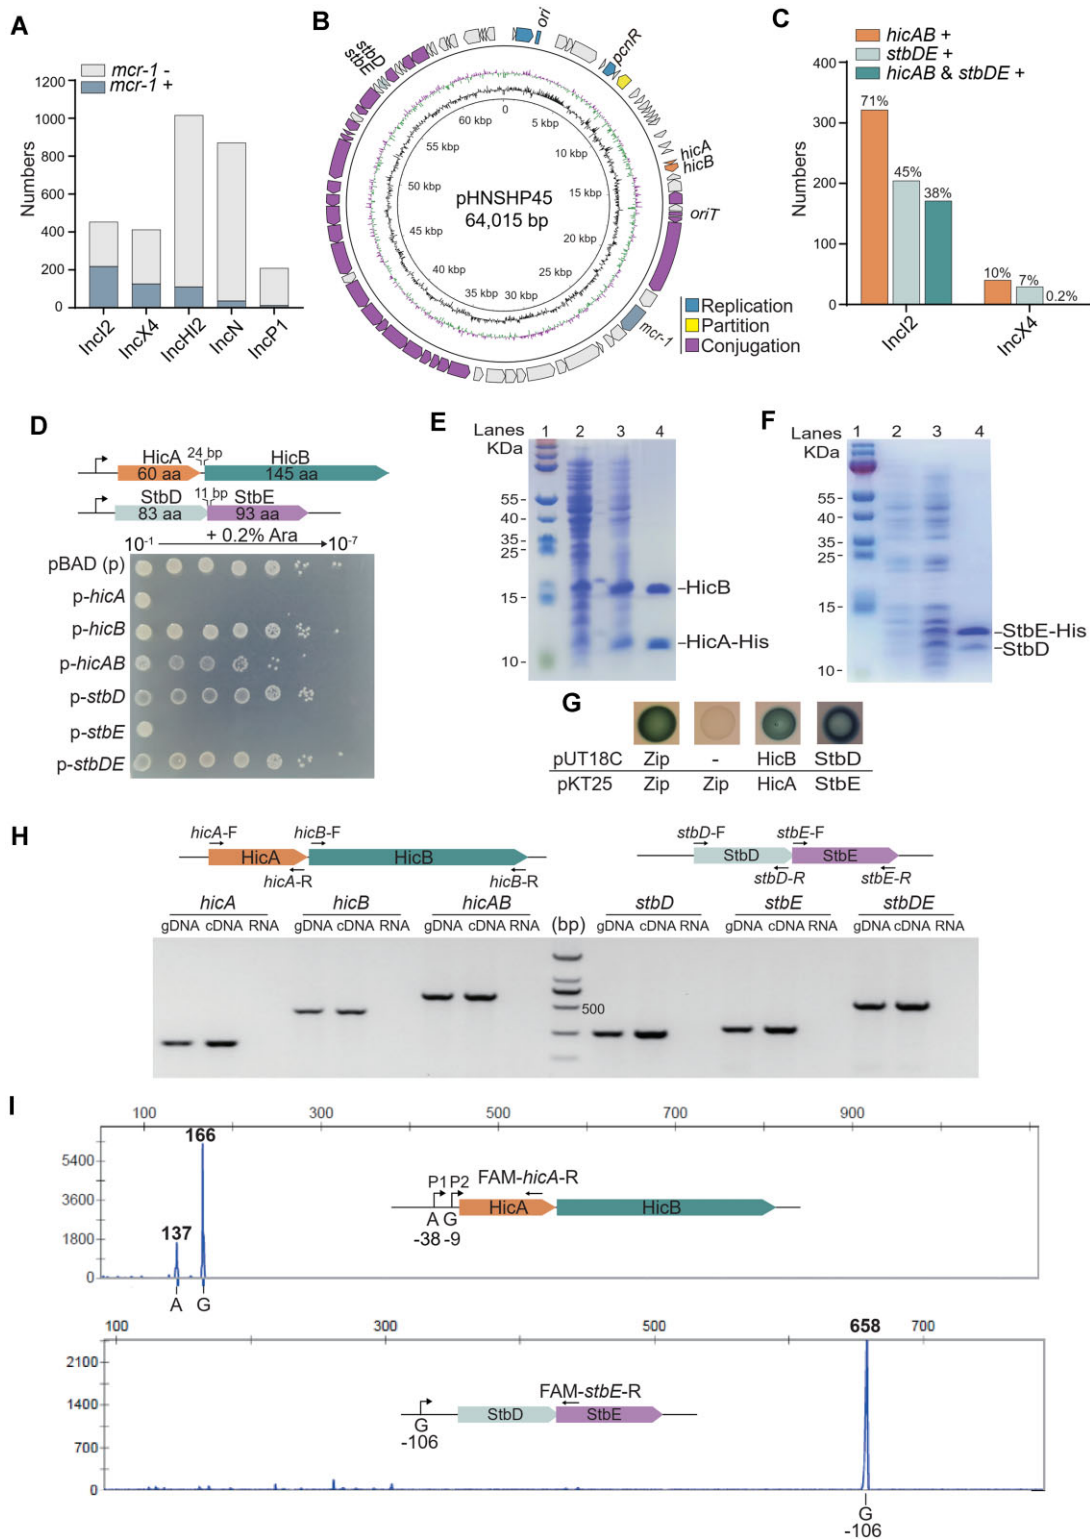 A
mcr-1 -
mcr-1 +
Numbers
1200
1000
800
600
400
200
0
IncI2
IncX4
IncHI2
IncN
IncP1
B
stbD
stbE
ori
pcnR
hicA
hicB
oriT
mcr-1
0
5 kbp
10 kbp
15 kbp
20 kbp
25 kbp
30 kbp
35 kbp
40 kbp
45 kbp
50 kbp
55 kbp
60 kbp
pHNSHP45
64,015 bp
Replication
Partition
Conjugation
C
hicAB +
stbDE +
hicAB & stbDE +
Numbers
400
300
200
100
0
71%
45%
38%
10%
7%
0.2%
IncI2
IncX4
D
HicA 24 bp HicB
60 aa 145 aa
StbD 11 bp StbE
83 aa 93 aa
+ 0.2% Ara
10-1 10-7
pBAD (p)
p-hicA
p-hicB
p-hicAB
p-stbD
p-stbE
p-stbDE
E
Lanes 1 2 3 4
KDa
55
40
35
25
15
10
HicB
HicA-His
F
Lanes 1 2 3 4
KDa
55
40
35
25
15
10
StbE-His
StbD
G
pUT18C Zip - HicB StbD
pKT25 Zip Zip HicA StbE
H
hicA-F hicB-F
HicA HicB
hicA-R hicB-R
stbD-F stbE-F
StbD StbE
stbD-R stbE-R
hicA hicB hicAB (bp) stbD stbE stbDE
gDNA cDNA RNA gDNA cDNA RNA gDNA cDNA RNA gDNA cDNA RNA gDNA cDNA RNA gDNA cDNA RNA
500
I
100 300 500 700 900
5400
3600
1800
0
166
137
A G
P1 P2 FAM-hicA-R
HicA HicB
A G
-38 -9
100 300 500 658 700
2100
1400
700
0
FAM-stbE-R
StbD StbE
G
-106
G
-106